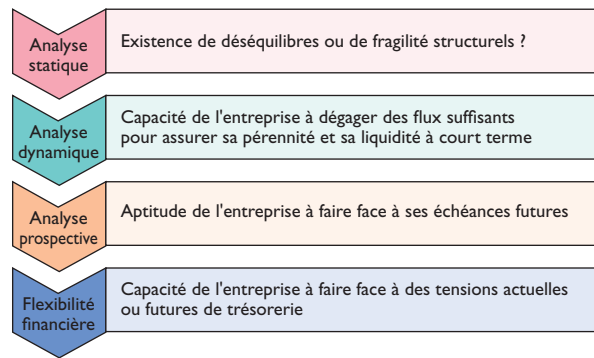 Analyse
statique
Existence de déséquilibres ou de fragilité structurels ?
Analyse
dynamique
Capacité de l'entreprise à dégager des flux suffisants
pour assurer sa pérennité et sa liquidité à court terme
Analyse
prospective
Aptitude de l'entreprise à faire face à ses échéances futures
Flexibilité
financière
Capacité de l'entreprise à faire face à des tensions actuelles
ou futures de trésorerie